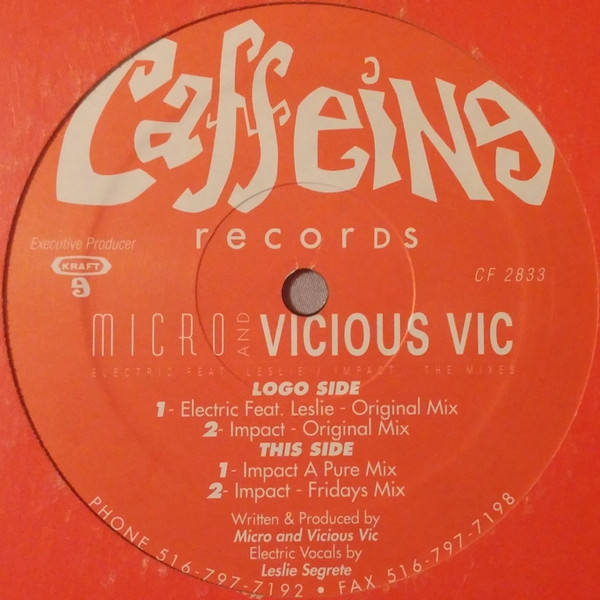 Caffeine
records
Executive Producer
KRAFT
e
CF 2833
MICRO AND VICIOUS VIC
ELECTRIC FEAT. LESLIE / IMPACT - THE MIXES
LOGO SIDE
1- Electric Feat. Leslie - Original Mix
2- Impact - Original Mix
THIS SIDE
1- Impact A Pure Mix
2- Impact - Fridays Mix
Written & Produced by
Micro and Vicious Vic
Electric Vocals by
Leslie Segrete
PHONE 516-797-7192 • FAX 516-797-7198